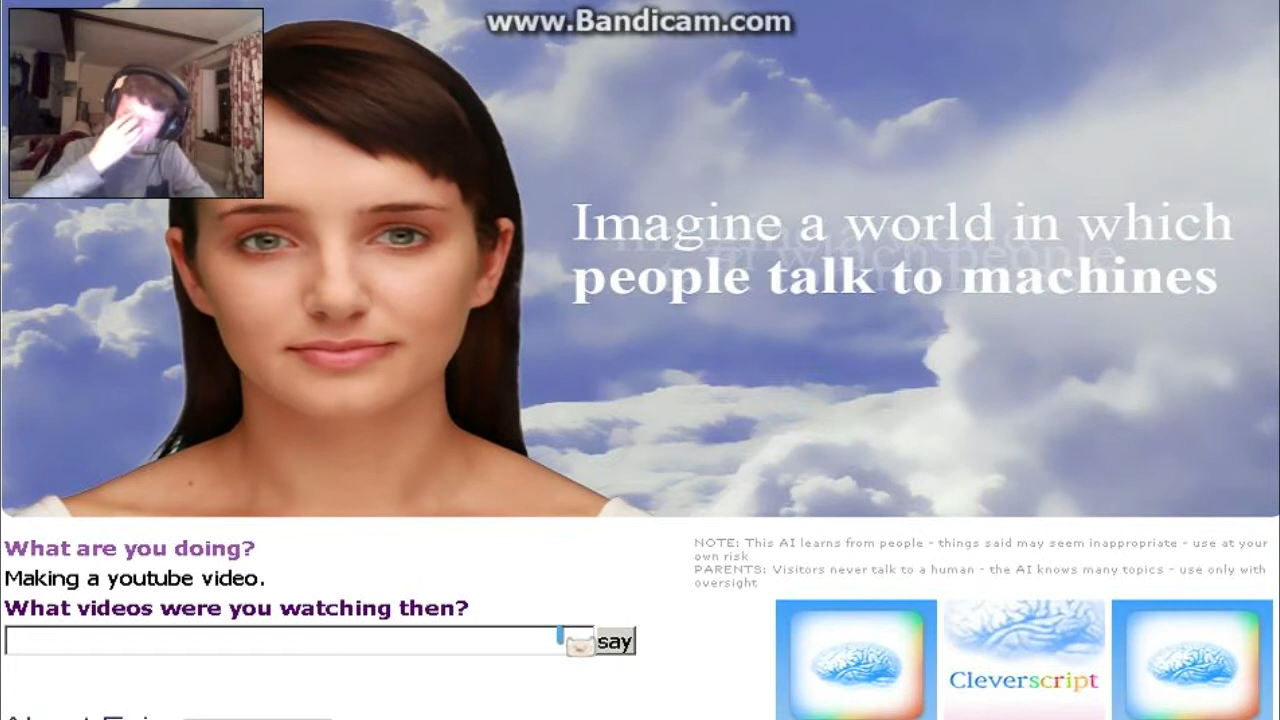 www.Bandicam.com
Imagine a world in which
people talk to machines
What are you doing?
Making a youtube video.
What videos were you watching then?
say
NOTE: This AI learns from people - things said may seem inappropriate - use at your
own risk
PARENTS: Visitors never talk to a human - the AI knows many topics - use only with
oversight
Cleverscript